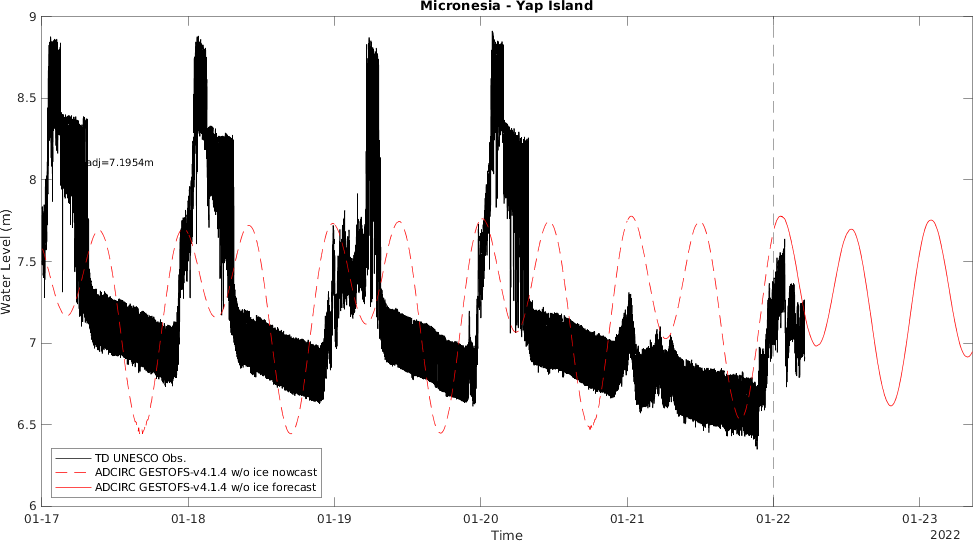 Micronesia - Yap Island
9
8.5
8
7.5
7
6.5
6
Water Level (m)
adj=7.1954m
TD UNESCO Obs.
ADCIRC GESTOFS-v4.1.4 w/o ice nowcast
ADCIRC GESTOFS-v4.1.4 w/o ice forecast
01-17 01-18 01-19 01-20 01-21 01-22 01-23
Time
2022